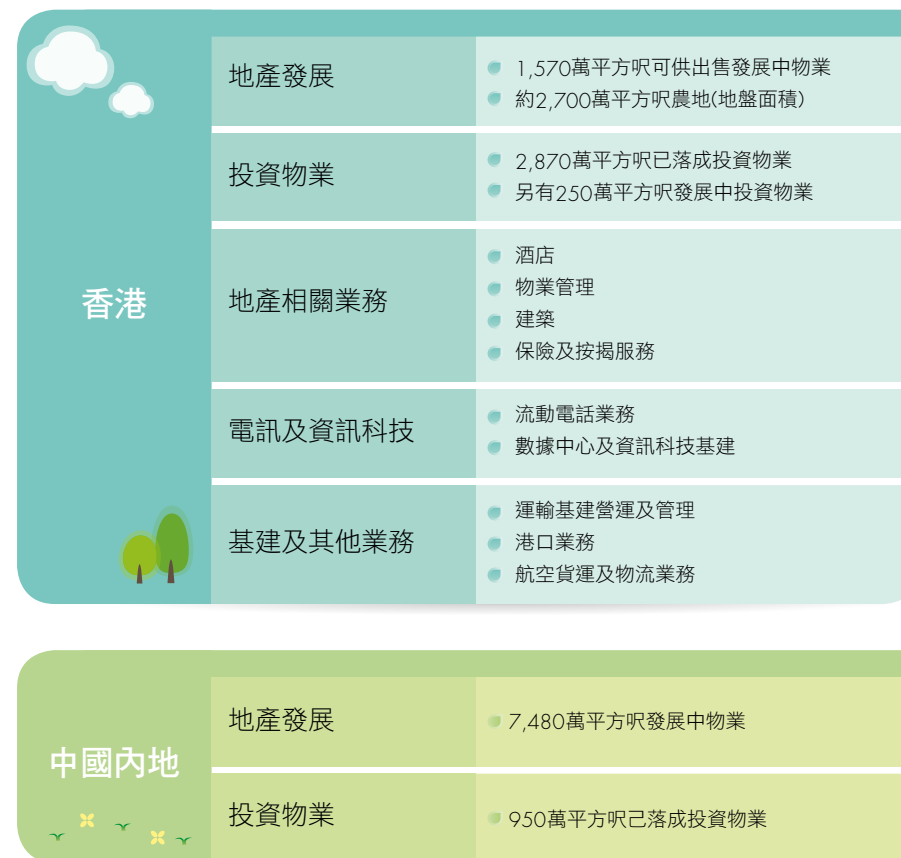 香港
地產發展
1,570萬平方呎可供出售發展中物業
約2,700萬平方呎農地(地盤面積)
投資物業
2,870萬平方呎已落成投資物業
另有250萬平方呎發展中投資物業
地產相關業務
酒店
物業管理
建築
保險及按揭服務
電訊及資訊科技
流動電話業務
數據中心及資訊科技基建
基建及其他業務
運輸基建營運及管理
港口業務
航空貨運及物流業務
中國內地
地產發展
7,480萬平方呎發展中物業
投資物業
950萬平方呎己落成投資物業